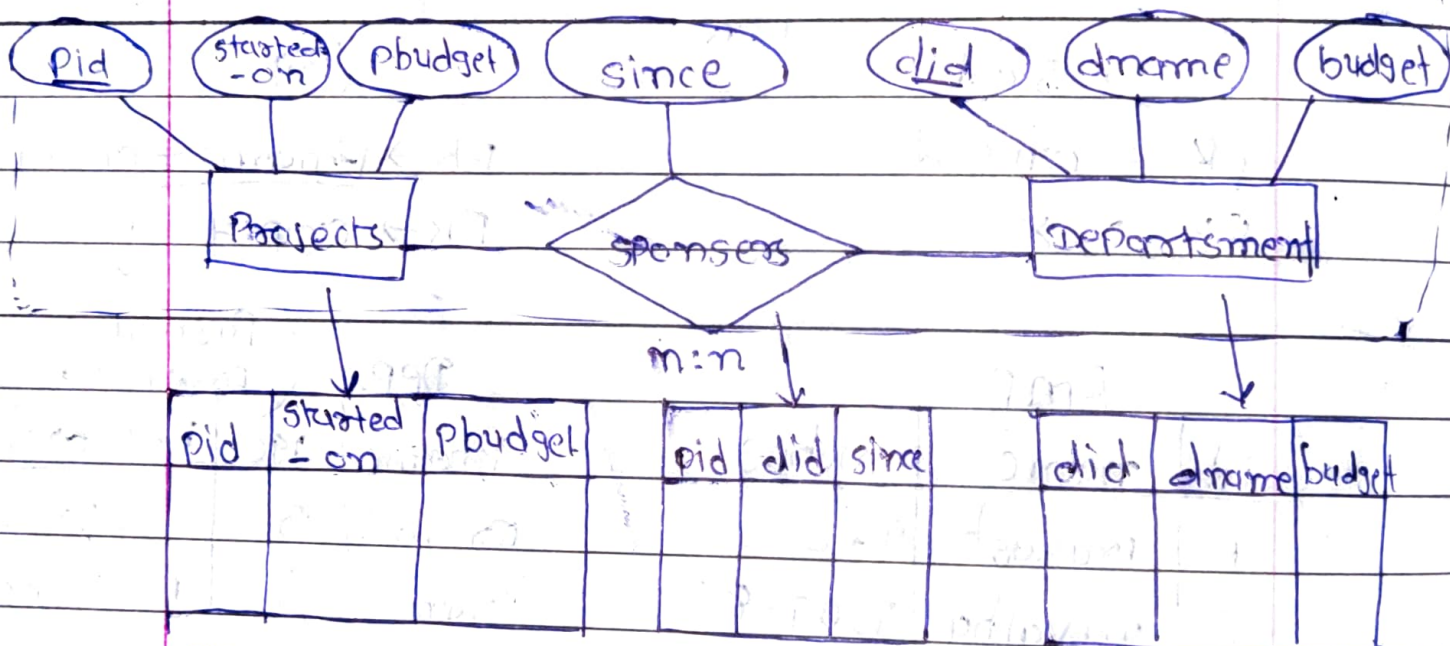 pid
started
-on
pbudget
since
did
dname
budget
Projects
sponsers
Departsment
m:n
pid
started
-on
pbudget
pid
did
since
did
dname
budget